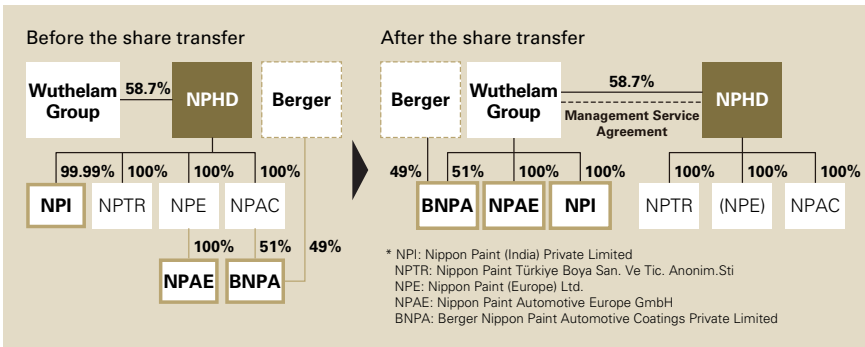 Before the share transfer
Wuthelam
Group
58.7%
NPHD
Berger
99.99%
100%
100%
100%
NPI
NPTR
NPE
NPAC
100%
51%
49%
NPAE
BNPA
After the share transfer
Berger
Wuthelam
Group
58.7%
Management Service
Agreement
NPHD
49%
51%
100%
100%
100%
100%
100%
BNPA
NPAE
NPI
NPTR
(NPE)
NPAC
* NPI: Nippon Paint (India) Private Limited
NPTR: Nippon Paint Türkiye Boya San. Ve Tic. Anonim.Sti
NPE: Nippon Paint (Europe) Ltd.
NPAE: Nippon Paint Automotive Europe GmbH
BNPA: Berger Nippon Paint Automotive Coatings Private Limited